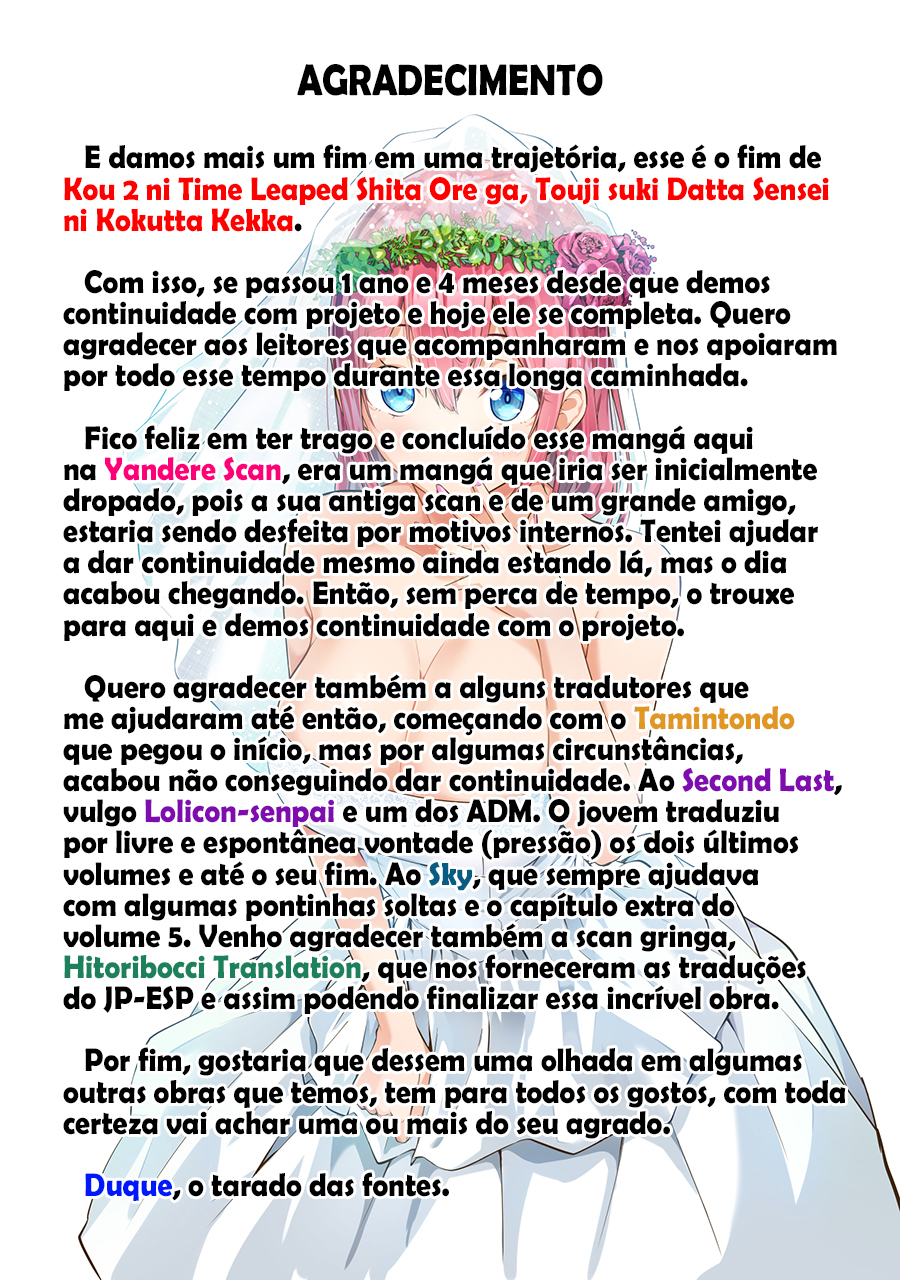 AGRADECIMENTO
E damos mais um fim em uma trajetória, esse é o fim de
Kou 2 ni Time Leaped Shita Ore ga, Touji suki Datta Sensei
ni Kokutta Kekka.
Com isso, se passou 1 ano e 4 meses desde que demos
continuidade com projeto e hoje ele se completa. Quero
agradecer aos leitores que acompanharam e nos apoiaram
por todo esse tempo durante essa longa caminhada.
Fico feliz em ter trago e concluído esse mangá aqui
na Yandere Scan, era um mangá que iria ser inicialmente
dropado, pois a sua antiga scan e de um grande amigo,
estaria sendo desfeita por motivos internos. Tentei ajudar
a dar continuidade mesmo ainda estando lá, mas o dia
acabou chegando. Então, sem perca de tempo, o trouxe
para aqui e demos continuidade com o projeto.
Quero agradecer também a alguns tradutores que
me ajudaram até então, começando com o Tamintondo
que pegou o início, mas por algumas circunstâncias,
acabou não conseguindo dar continuidade. Ao Second Last,
vulgo Lolicon-senpai e um dos ADM. O jovem traduziu
por livre e espontânea vontade (pressão) os dois últimos
volumes e até o seu fim. Ao Sky, que sempre ajudava
com algumas pontinhas soltas e o capítulo extra do
volume 5. Venho agradecer também a scan gringa,
Hitoribocci Translation, que nos forneceram as traduções
do JP-ESP e assim podendo finalizar essa incrível obra.
Por fim, gostaria que dessem uma olhada em algumas
outras obras que temos, tem para todos os gostos, com toda
certeza vai achar uma ou mais do seu agrado.
Duque, o tarado das fontes.